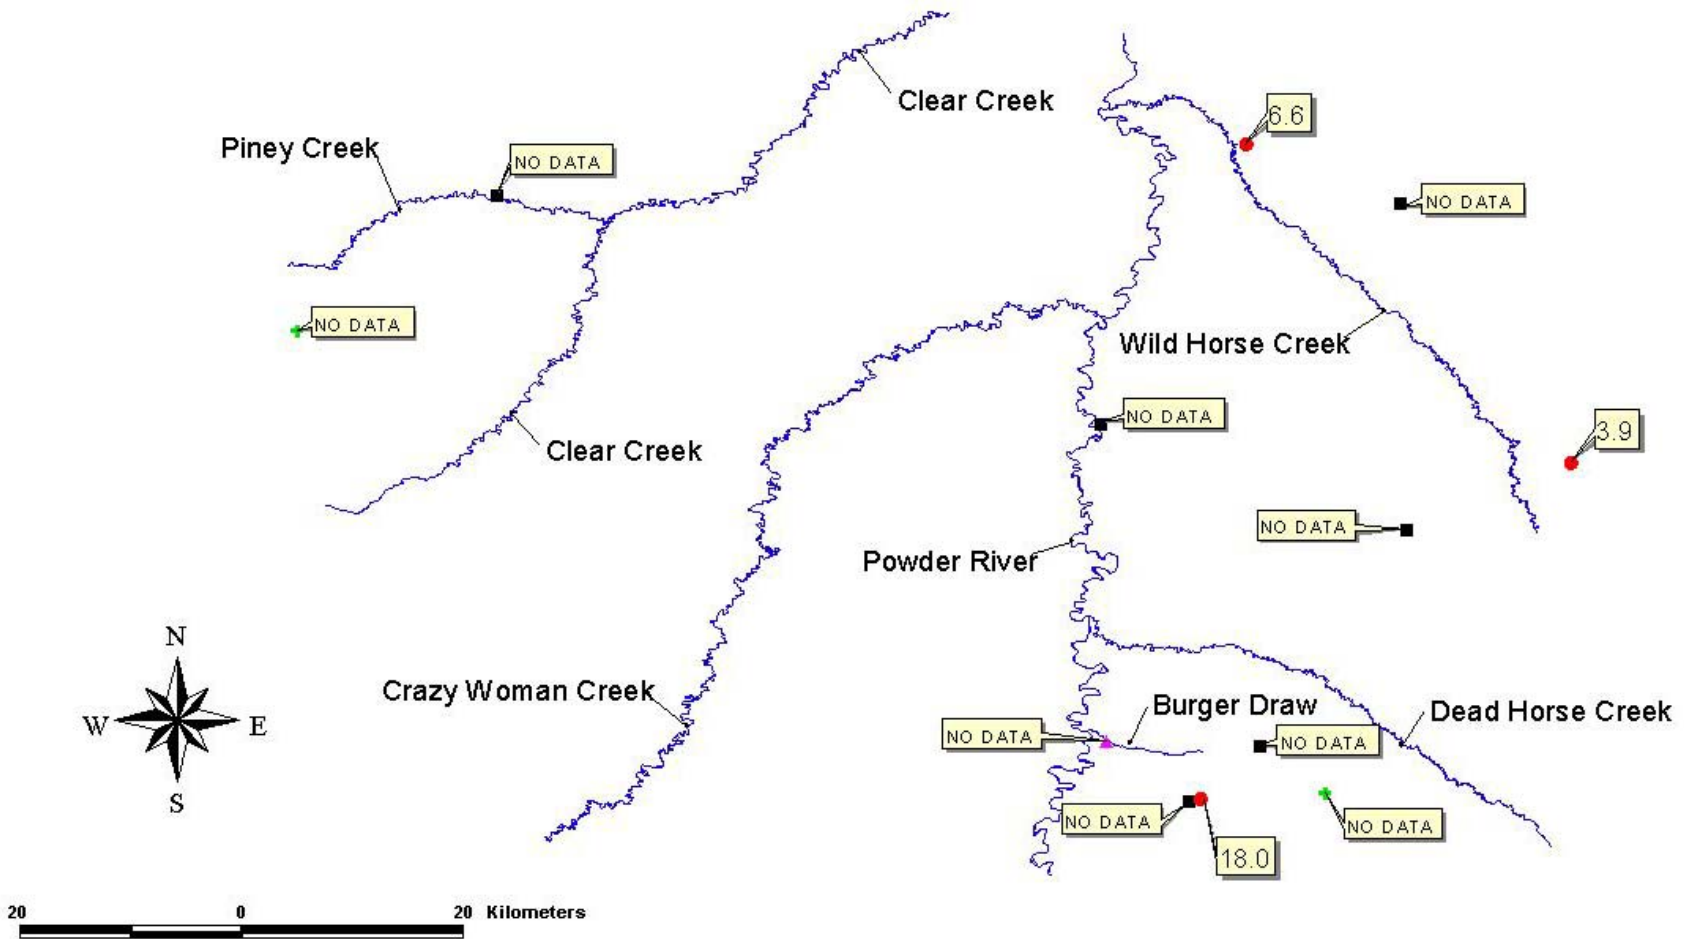 Clear Creek
6.6
Piney Creek
NO DATA
NO DATA
NO DATA
Wild Horse Creek
NO DATA
3.9
Clear Creek
NO DATA
Powder River
N
W
E
S
Crazy Woman Creek
Burger Draw
Dead Horse Creek
NO DATA
NO DATA
NO DATA
NO DATA
18.0
20 0 20 Kilometers